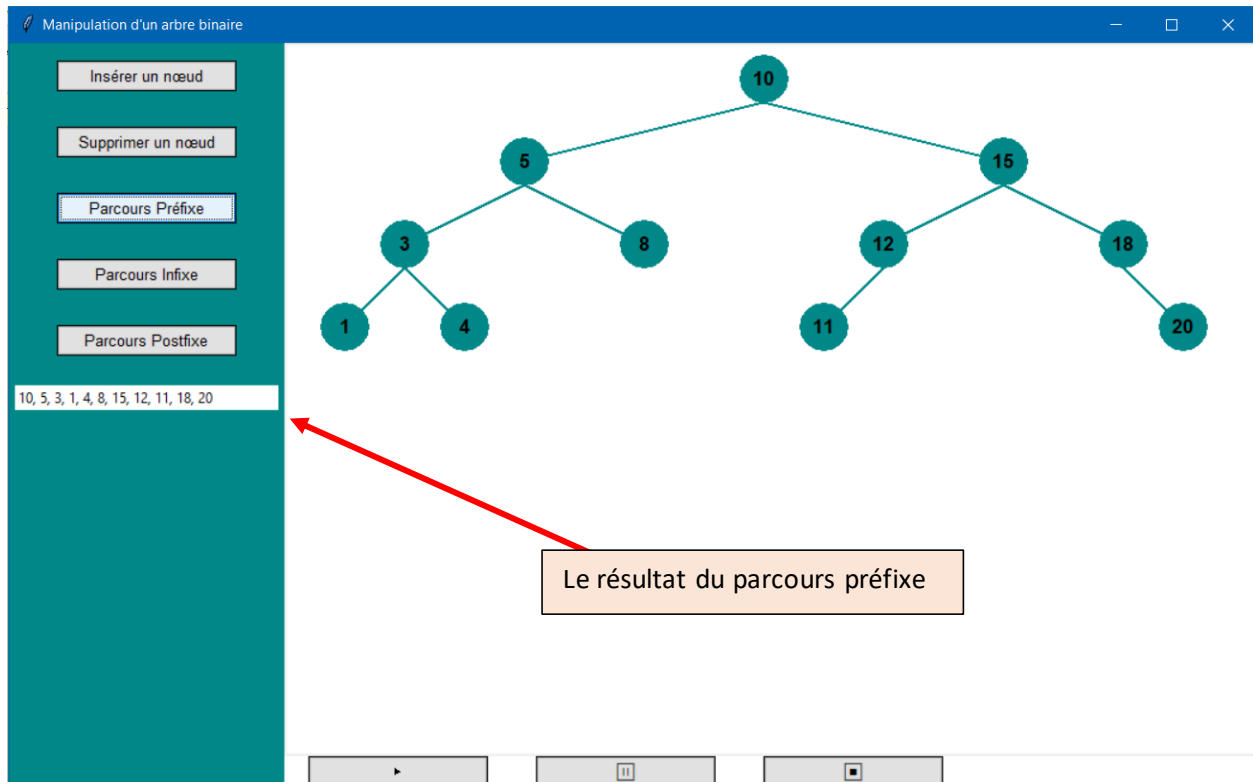 Manipulation d'un arbre binaire
Insérer un nœud
Supprimer un nœud
Parcours Préfixe
Parcours Infixe
Parcours Postfixe
10, 5, 3, 1, 4, 8, 15, 12, 11, 18, 20
10
5
15
3
8
12
18
1
4
11
20
Le résultat du parcours préfixe